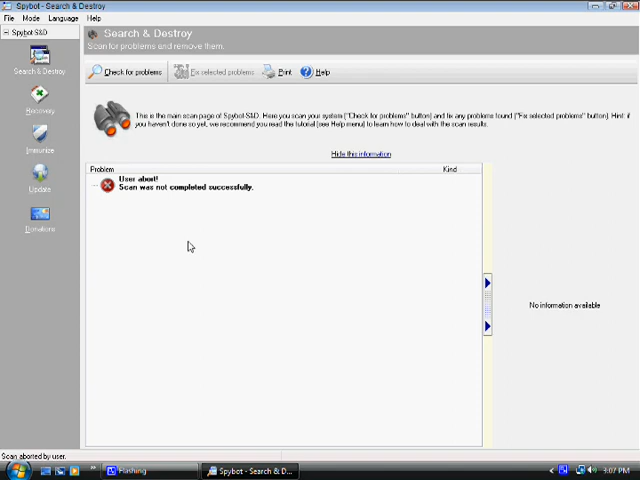 Spybot - Search & Destroy
File Mode Language Help
Spybot S&D
Search & Destroy
Scan for problems and remove them.
Search & Destroy
Recovery
Immunize
Update
Donations
Check for problems
Fix selected problems
Print
Help
This is the main scan page of Spybot-S&D. Here you scan your system ("Check for problems" button) and fix any problems found ("Fix selected problems" button). Hint: if
you haven't done so yet, we recommend you read the tutorial (see Help menu) to learn how to deal with the scan results.
Hide this information
Problem Kind
User abort!
Scan was not completed successfully.
No information available
Scan aborted by user.
Flashing
Spybot - Search & D...
3:07 PM